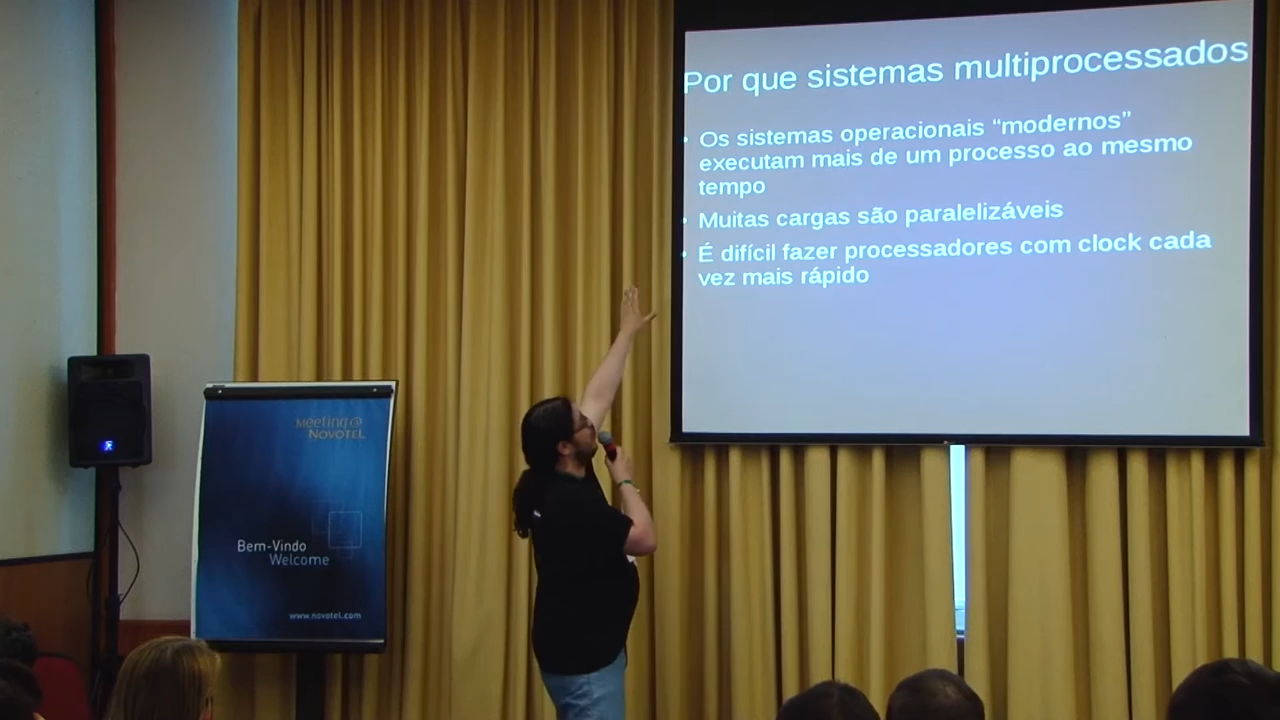 Por que sistemas multiprocessados
• Os sistemas operacionais “modernos”
executam mais de um processo ao mesmo
tempo
• Muitas cargas são paralelizáveis
• É difícil fazer processadores com clock cada
vez mais rápido
Meeting@
NOVOTEL
Bem-Vindo
Welcome
www.novotel.com